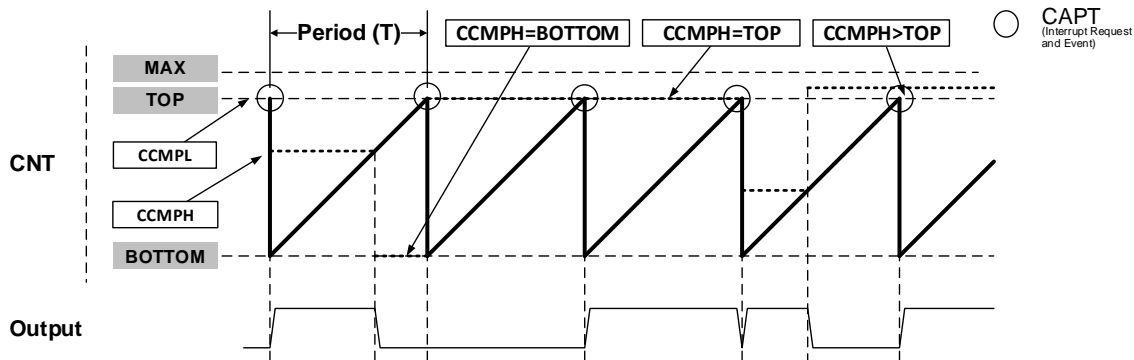 Period (T)
CCMPH=BOTTOM
CCMPH=TOP
CCMPH>TOP
CAPT
(Interrupt Request
and Event)
MAX
TOP
CNT
CCMPL
CCMPH
BOTTOM
Output